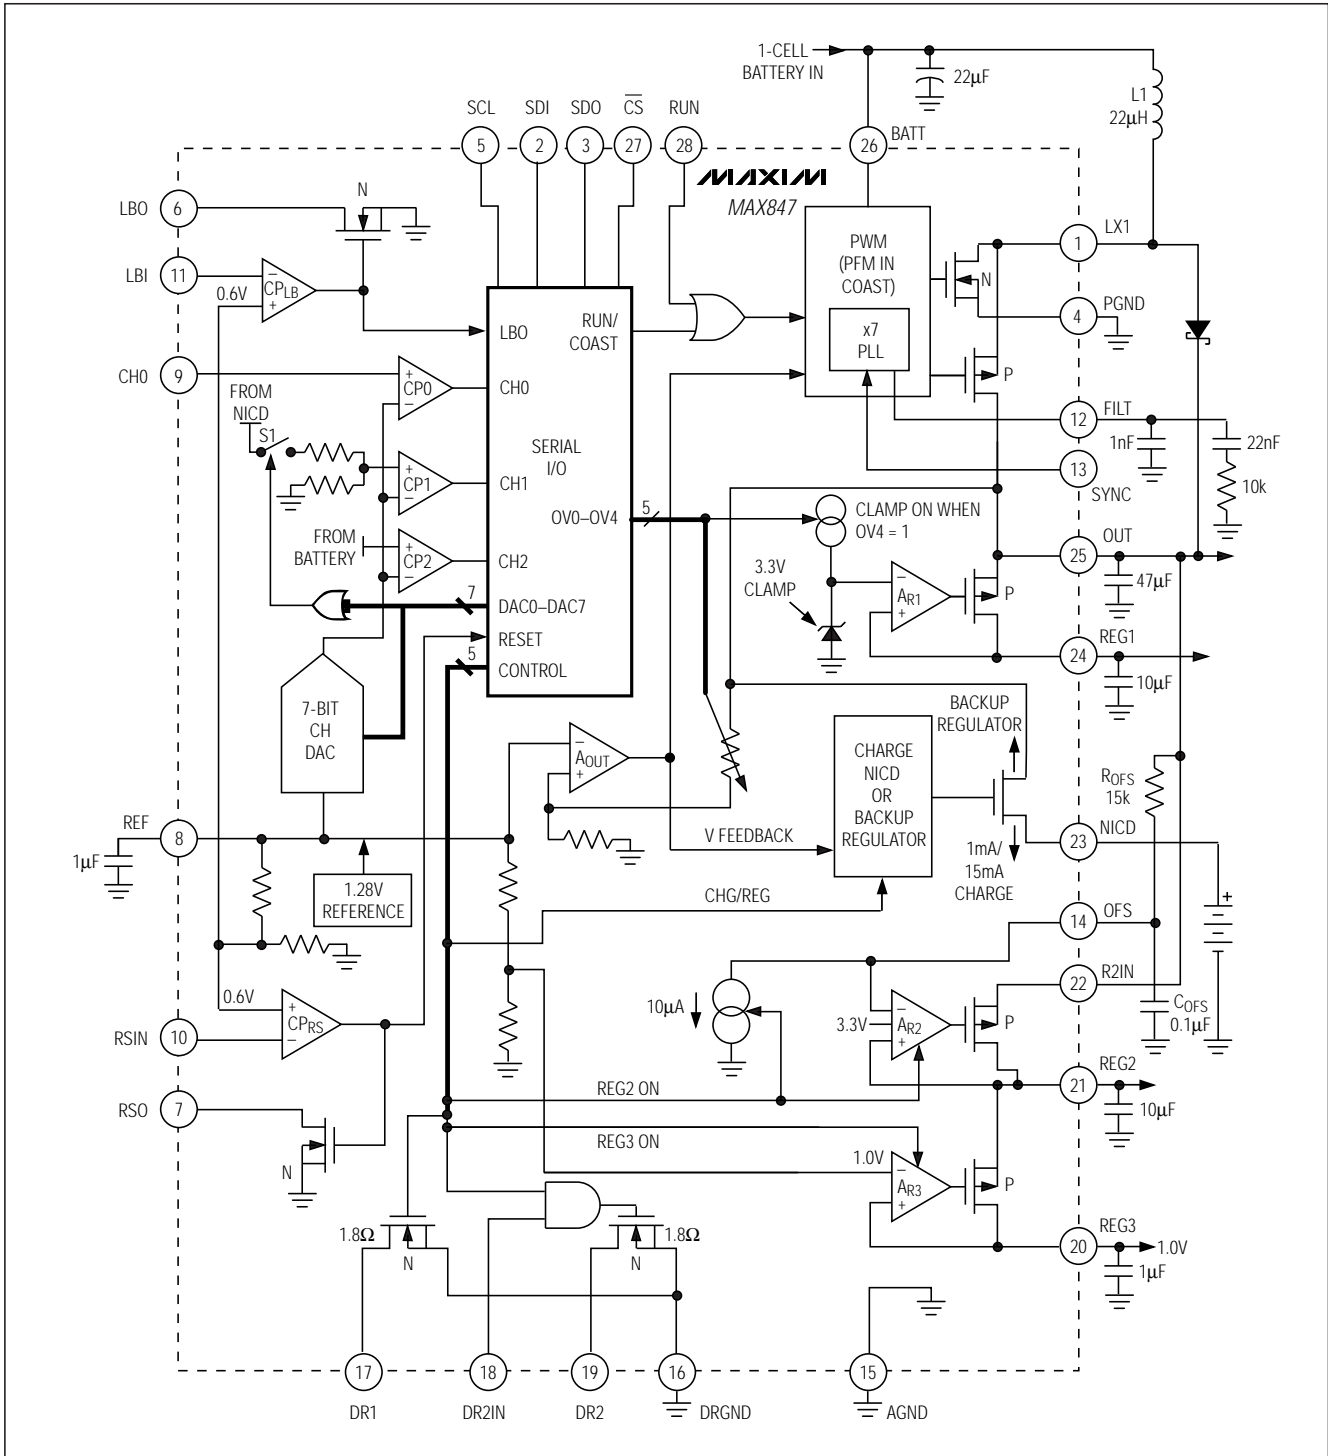 1-CELL
BATTERY IN
22µF
L1
22µH
SCL
SDI
SDO
CS
RUN
BATT
5
2
3
27
28
26
MAXIM
MAX847
LBO
6
N
LBI
11
0.6V
–
CPLB
+
CH0
9
LBO
RUN/
COAST
CH0
SERIAL
I/O
CH1
OV0–OV4
CH2
DAC0–DAC7
RESET
CONTROL
+
CP0
–
FROM
NICD
S1
+
CP1
–
FROM
BATTERY
+
CP2
–
7
5
5
7-BIT
CH
DAC
PWM
(PFM IN
COAST)
x7
PLL
N
P
1
LX1
4
PGND
12
FILT
1nF
22nF
10k
13
SYNC
CLAMP ON WHEN
OV4 = 1
3.3V
CLAMP
–
AR1
+
P
25
OUT
47µF
24
REG1
10µF
–
AOUT
+
CHARGE
NICD
OR
BACKUP
REGULATOR
BACKUP
REGULATOR
V FEEDBACK
1mA/
15mA
CHARGE
ROFS
15k
23
NICD
+
REF
8
1µF
1.28V
REFERENCE
CHG/REG
14
OFS
22
R2IN
COFS
0.1µF
0.6V
+
CPRS
–
RSIN
10
10µA
3.3V
–
AR2
+
P
RSO
7
N
REG2 ON
21
REG2
10µF
REG3 ON
1.0V
–
AR3
+
P
20
REG3
1.0V
1µF
1.8Ω
N
1.8Ω
N
17
18
19
16
15
DR1
DR2IN
DR2
DRGND
AGND